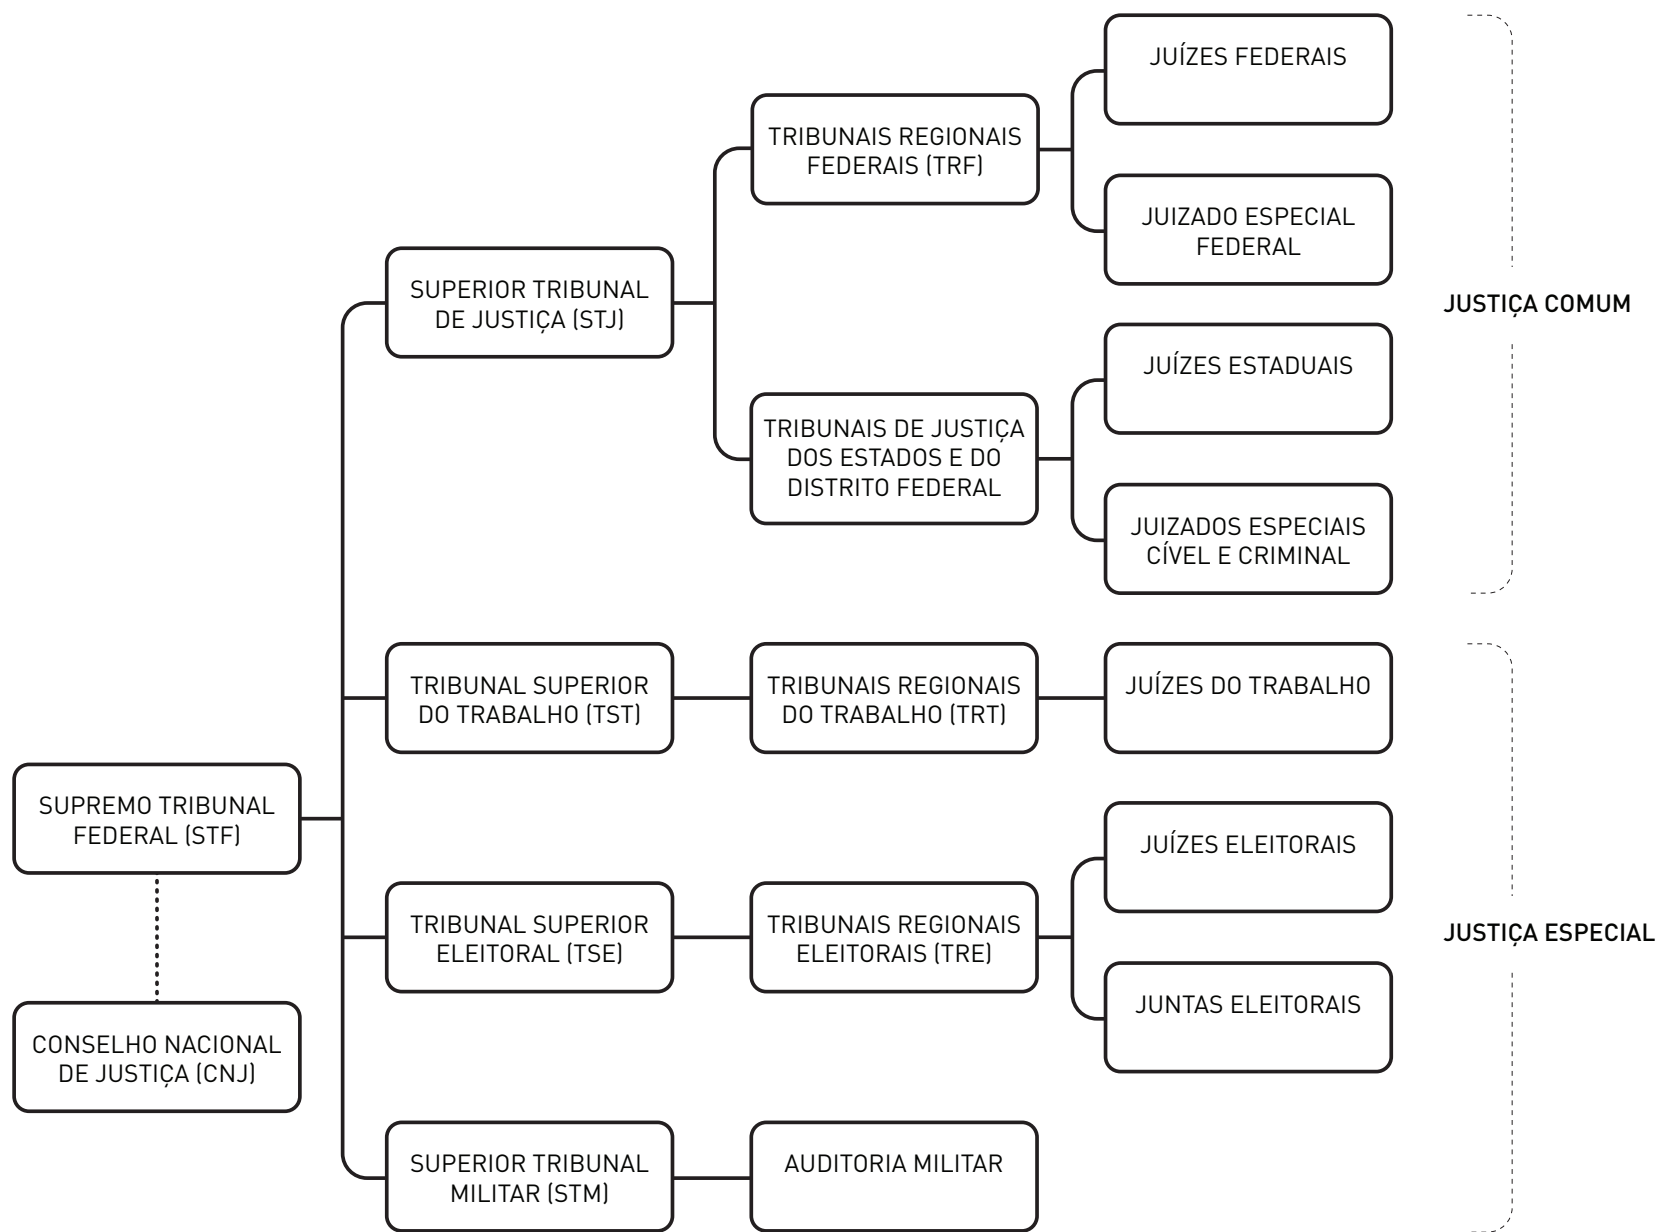 JUÍZES FEDERAIS
TRIBUNAIS REGIONAIS
FEDERAIS (TRF)
JUIZADO ESPECIAL
FEDERAL
SUPERIOR TRIBUNAL
DE JUSTIÇA (STJ)
JUSTIÇA COMUM
JUÍZES ESTADUAIS
TRIBUNAIS DE JUSTIÇA
DOS ESTADOS E DO
DISTRITO FEDERAL
JUIZADOS ESPECIAIS
CÍVEL E CRIMINAL
TRIBUNAL SUPERIOR
DO TRABALHO (TST)
TRIBUNAIS REGIONAIS
DO TRABALHO (TRT)
JUÍZES DO TRABALHO
SUPREMO TRIBUNAL
FEDERAL (STF)
JUÍZES ELEITORAIS
TRIBUNAL SUPERIOR
ELEITORAL (TSE)
TRIBUNAIS REGIONAIS
ELEITORAIS (TRE)
JUSTIÇA ESPECIAL
JUNTAS ELEITORAIS
CONSELHO NACIONAL
DE JUSTIÇA (CNJ)
SUPERIOR TRIBUNAL
MILITAR (STM)
AUDITORIA MILITAR